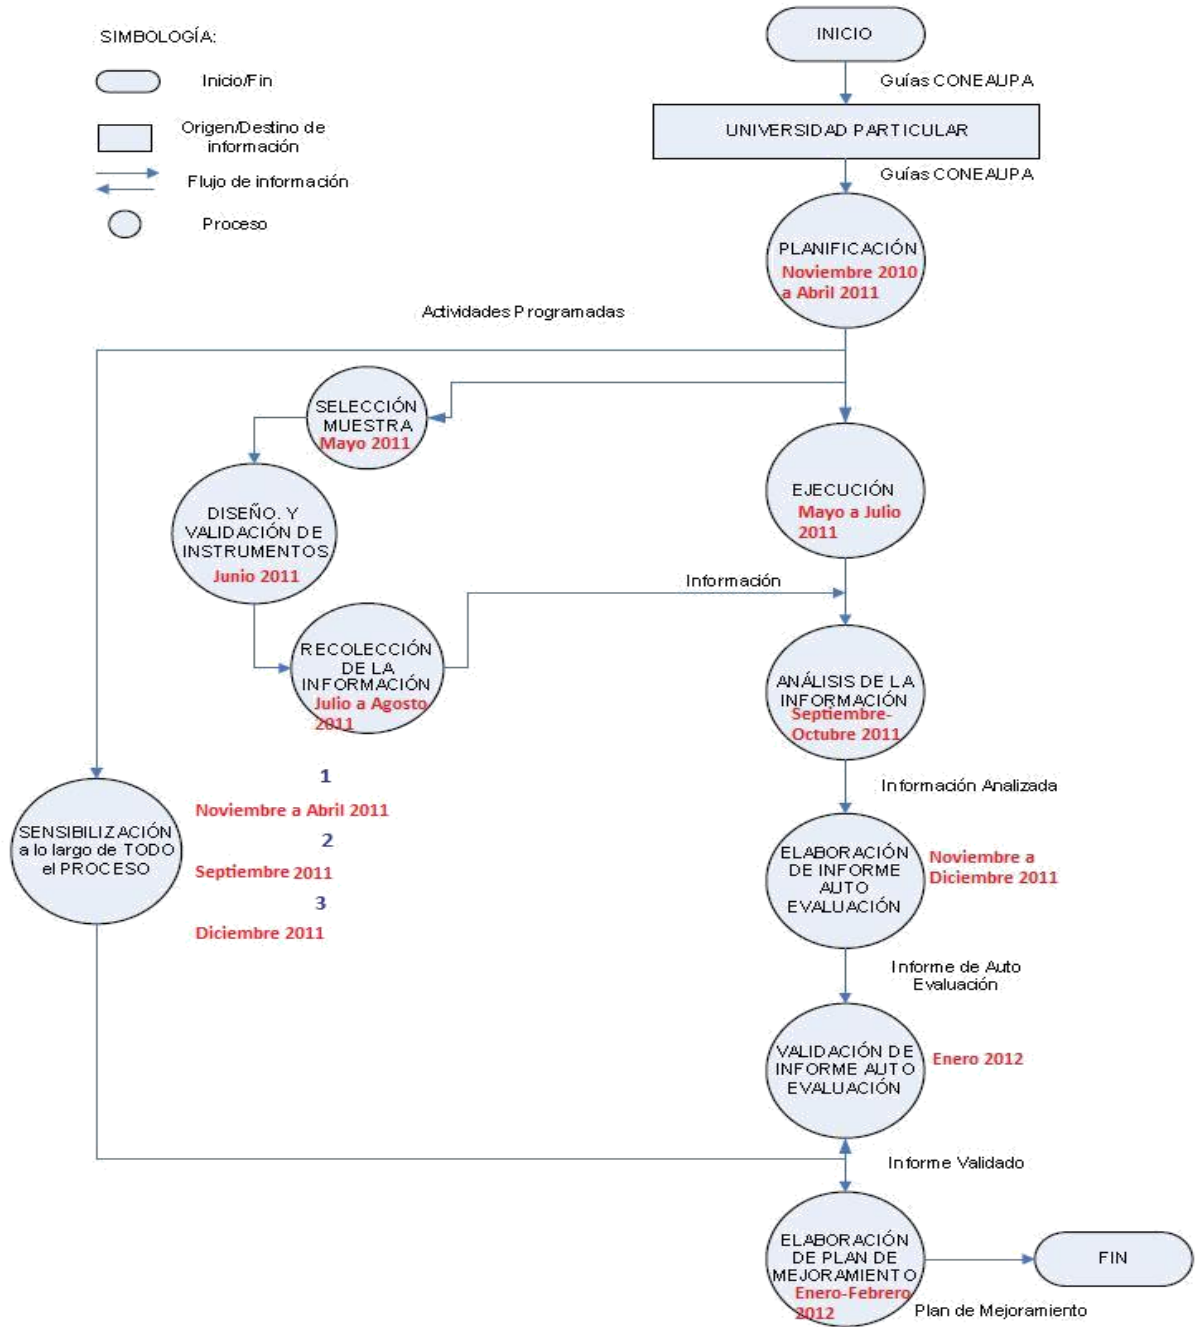 SIMBOLOGÍA:
Inicio/Fin
Origen/Destino de
información
Flujo de información
Proceso
INICIO
Guías CONEAUPA
UNIVERSIDAD PARTICULAR
Guías CONEAUPA
PLANIFICACIÓN
Noviembre 2010
a Abril 2011
Actividades Programadas
SELECCIÓN
MUESTRA
Mayo 2011
DISEÑO. Y
VALIDACIÓN DE
INSTRUMENTOS
Junio 2011
EJECUCIÓN
Mayo a Julio
2011
Información
RECOLECCIÓN
DE LA
INFORMACIÓN
Julio a Agosto
2011
ANÁLISIS DE LA
INFORMACIÓN
Septiembre-
Octubre 2011
Información Analizada
SENSIBILIZACIÓN
a lo largo de TODO
el PROCESO
1
Noviembre a Abril 2011
2
Septiembre 2011
3
Diciembre 2011
ELABORACIÓN
DE INFORME
AUTO
EVALUACIÓN
Noviembre a
Diciembre 2011
Informe de Auto
Evaluación
VALIDACIÓN DE
INFORME AUTO
EVALUACIÓN
Enero 2012
Informe Validado
ELABORACIÓN
DE PLAN DE
MEJORAMIENTO
Enero-Febrero
2012
Plan de Mejoramiento
FIN